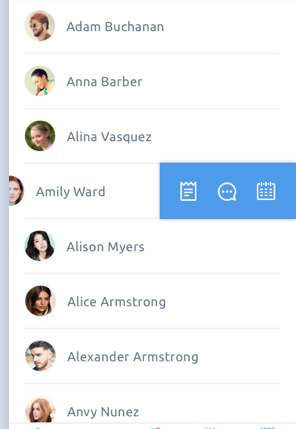 Adam Buchanan
Anna Barber
Alina Vasquez
Amily Ward
Alison Myers
Alice Armstrong
Alexander Armstrong
Anvy Nunez